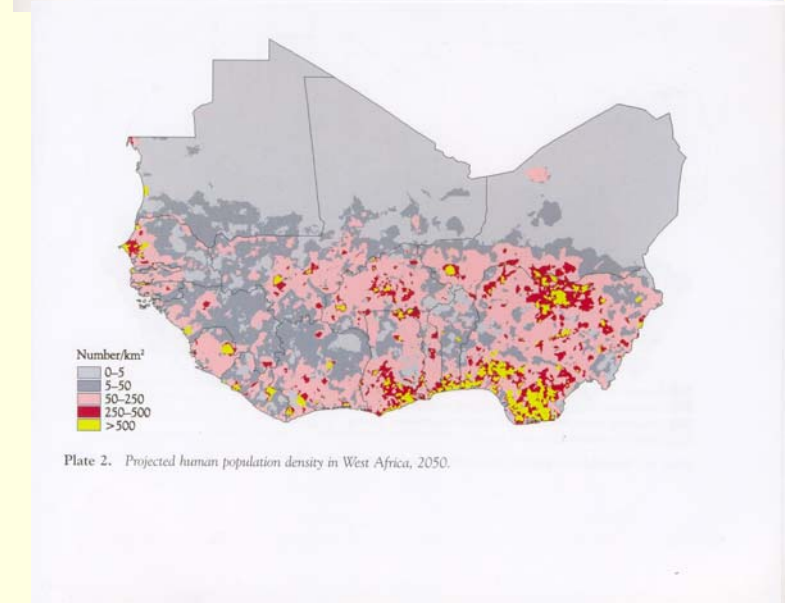 Number/km²
0–5
5–50
50–250
250–500
>500
Plate 2. Projected human population density in West Africa, 2050.